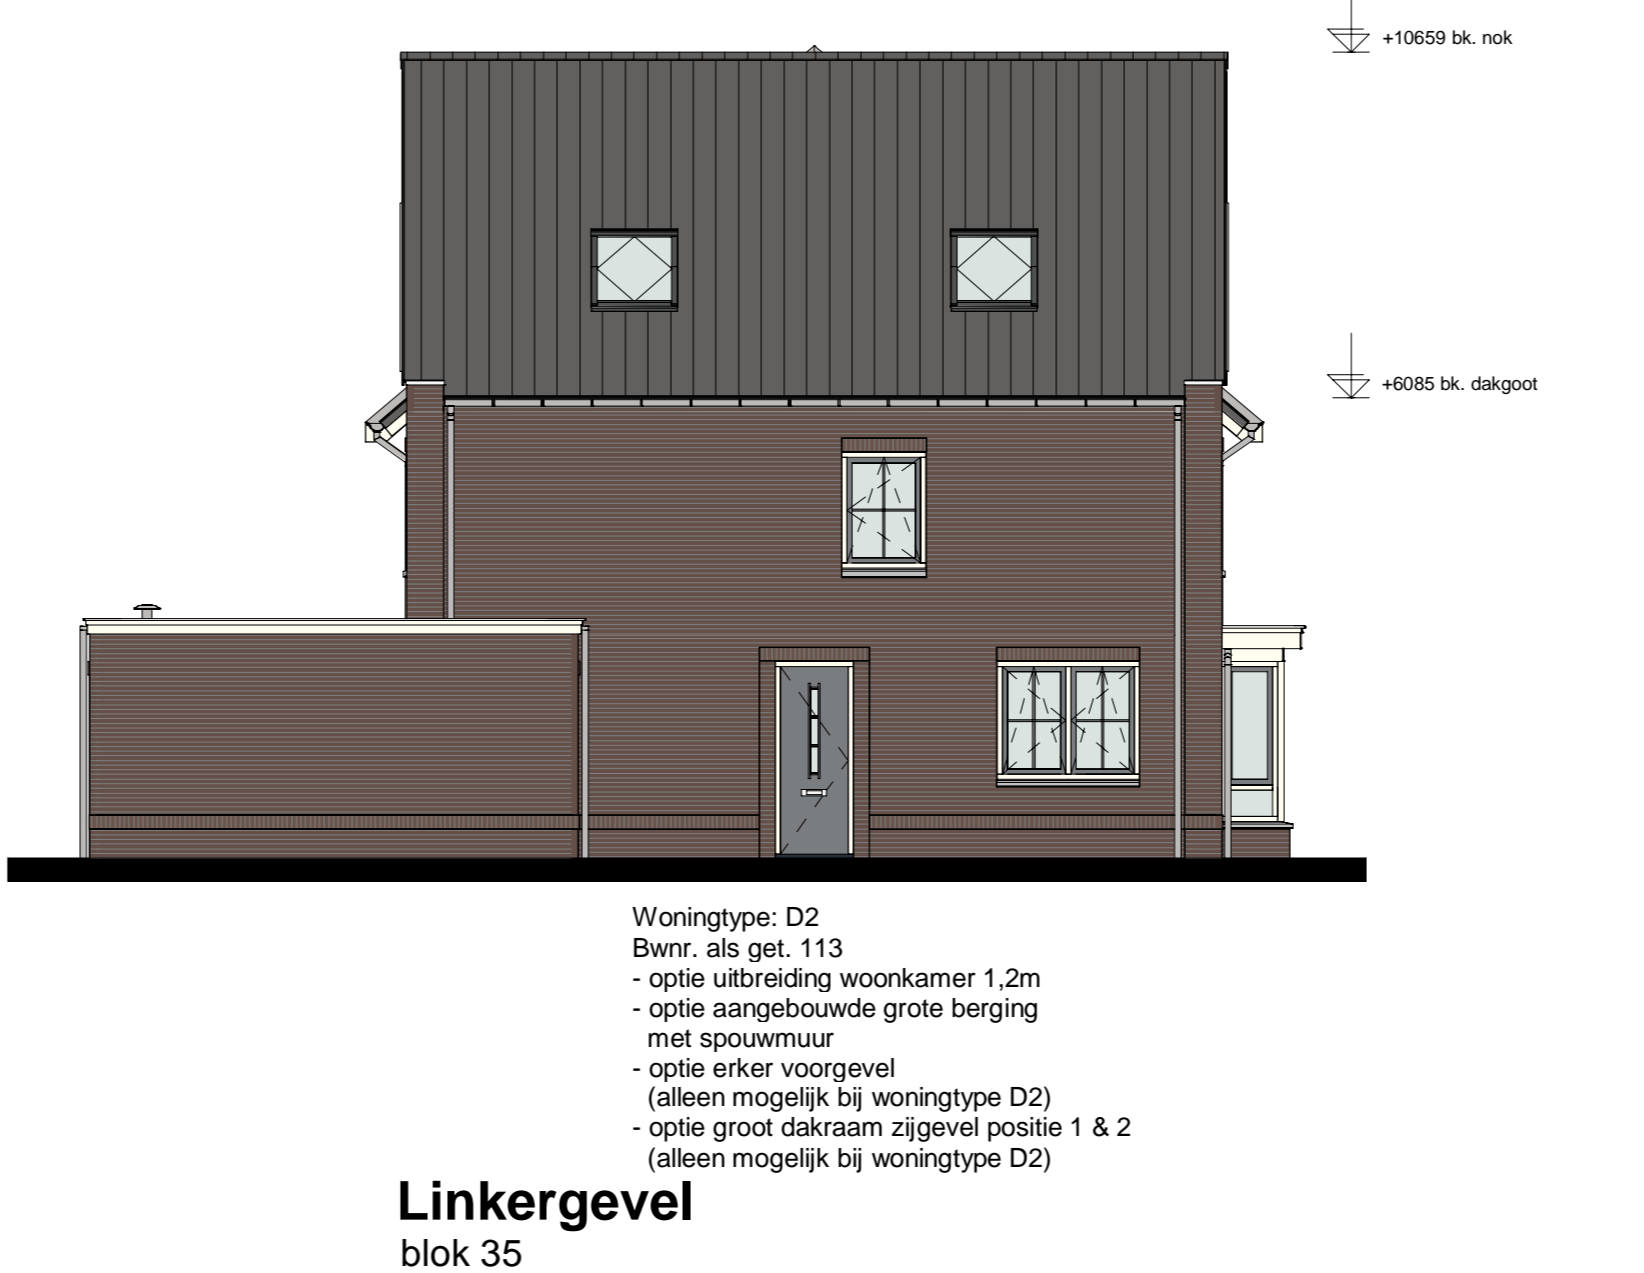 +10659 bk. nok
+6085 bk. dakgoot
Woningtype: D2
Bwnr. als get. 113
- optie uitbreiding woonkamer 1,2m
- optie aangebouwde grote berging
met spouwmuur
- optie erker voorgevel
(alleen mogelijk bij woningtype D2)
- optie groot dakraam zijgevel positie 1 & 2
(alleen mogelijk bij woningtype D2)
Linkergevel
blok 35